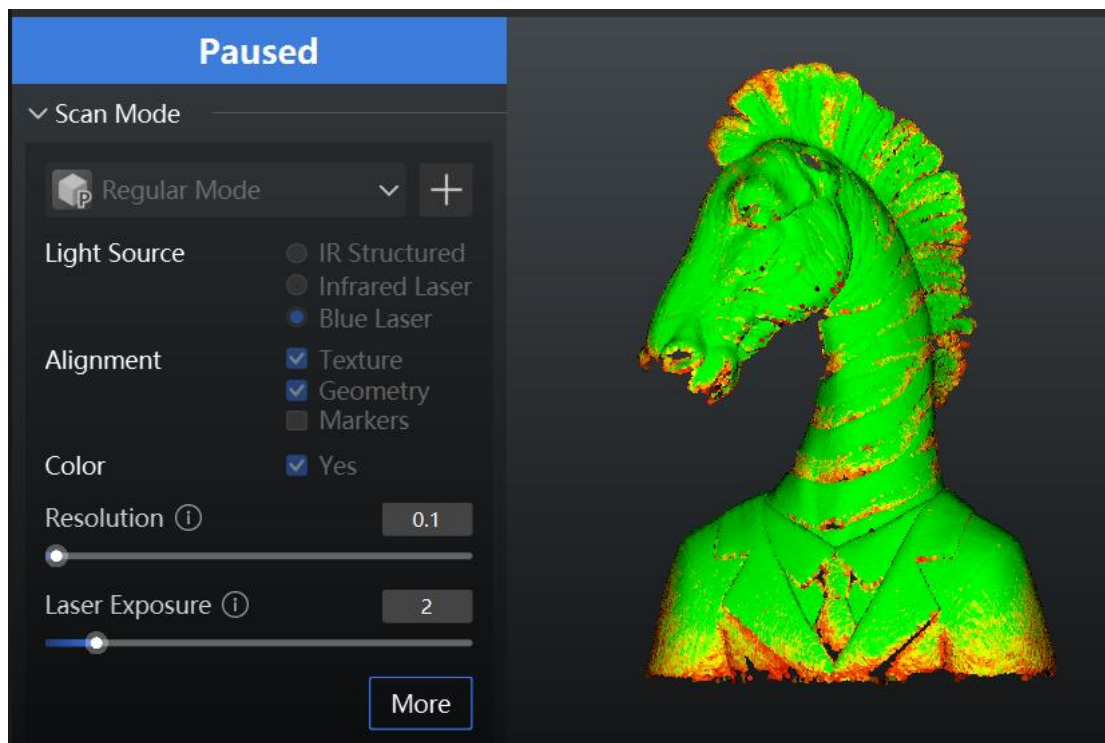 Paused
Scan Mode
Regular Mode
Light Source
IR Structured
Infrared Laser
Blue Laser
Alignment
Texture
Geometry
Markers
Color
Yes
Resolution
0.1
Laser Exposure
2
More